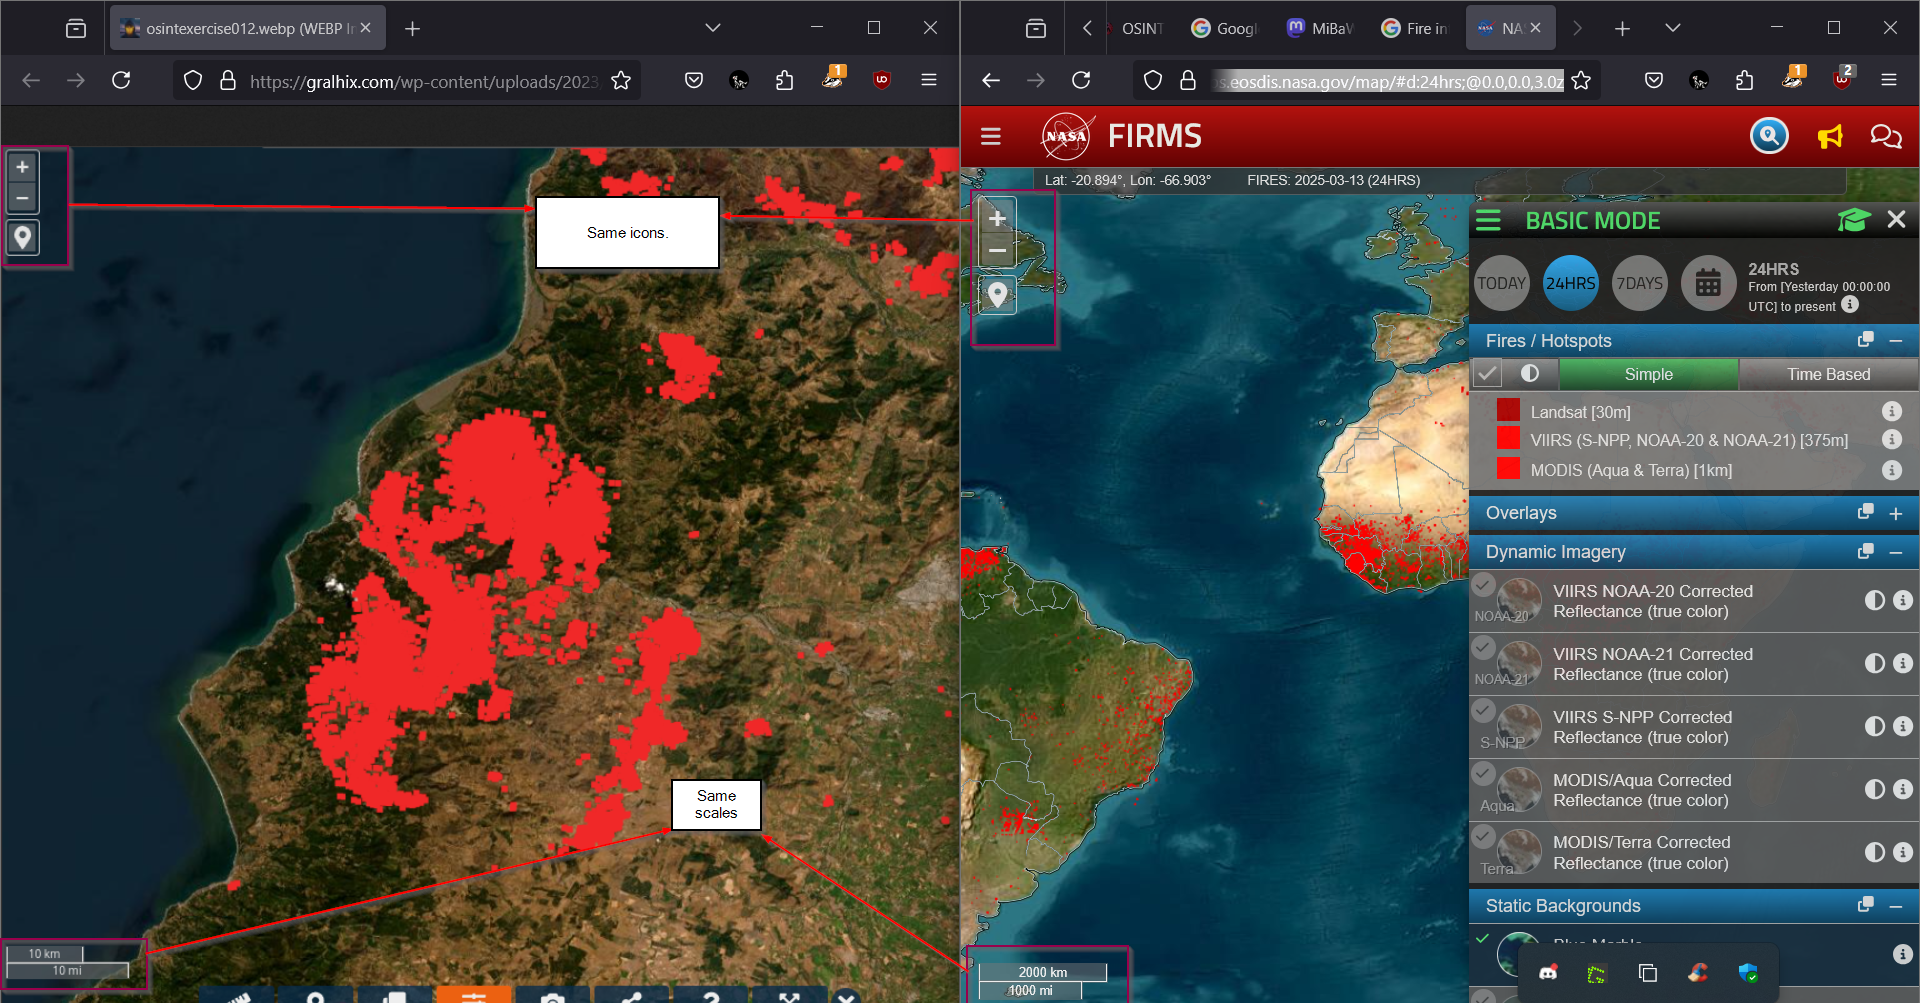 osintexercise012.webp (WEBP Im
https://gralhix.com/wp-content/uploads/2023
1
Same icons.
Same
scales
10 km
10 mi
OSINT
Googl
MiBaW
Fire in
NA
s.eosdis.nasa.gov/map/#d:24hrs;@0.0,0.0,3.0z
1
2
NASA
FIRMS
Lat: -20.894°, Lon: -66.903°
FIRES: 2025-03-13 (24HRS)
BASIC MODE
TODAY
24HRS
7DAYS
24HRS
From [Yesterday 00:00:00
UTC] to present
Fires / Hotspots
Simple
Time Based
Landsat [30m]
VIIRS (S-NPP, NOAA-20 & NOAA-21) [375m]
MODIS (Aqua & Terra) [1km]
Overlays
Dynamic Imagery
NOAA-20
VIIRS NOAA-20 Corrected
Reflectance (true color)
NOAA-21
VIIRS NOAA-21 Corrected
Reflectance (true color)
S-NPP
VIIRS S-NPP Corrected
Reflectance (true color)
Aqua
MODIS/Aqua Corrected
Reflectance (true color)
Terra
MODIS/Terra Corrected
Reflectance (true color)
Static Backgrounds
Blue Marble
2000 km
1000 mi